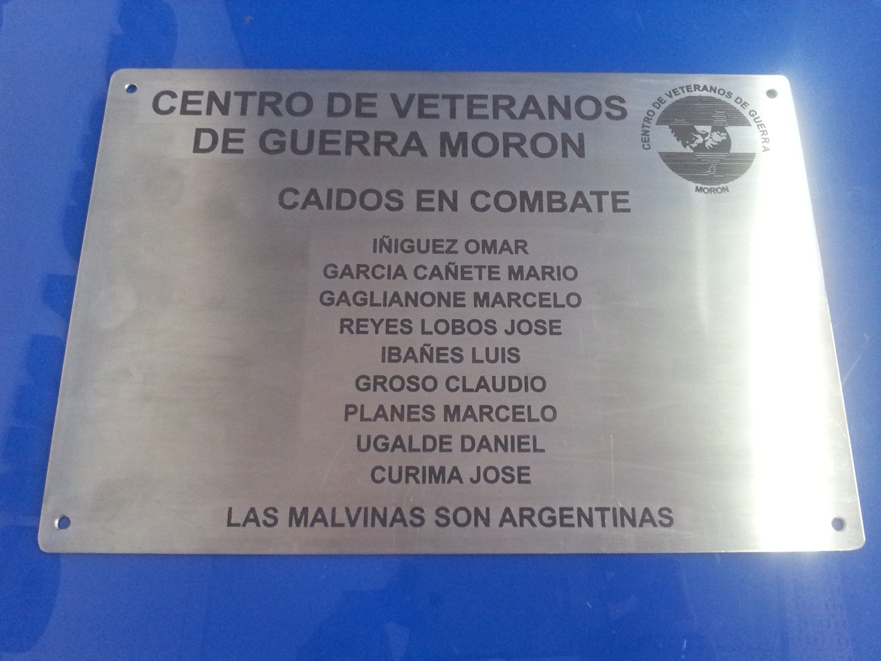 CENTRO DE VETERANOS
DE GUERRA MORON
CENTRO DE VETERANOS DE GUERRA
MORON
CAIDOS EN COMBATE
IÑIGUEZ OMAR
GARCIA CAÑETE MARIO
GAGLIANONE MARCELO
REYES LOBOS JOSE
IBAÑES LUIS
GROSO CLAUDIO
PLANES MARCELO
UGALDE DANIEL
CURIMA JOSE
LAS MALVINAS SON ARGENTINAS